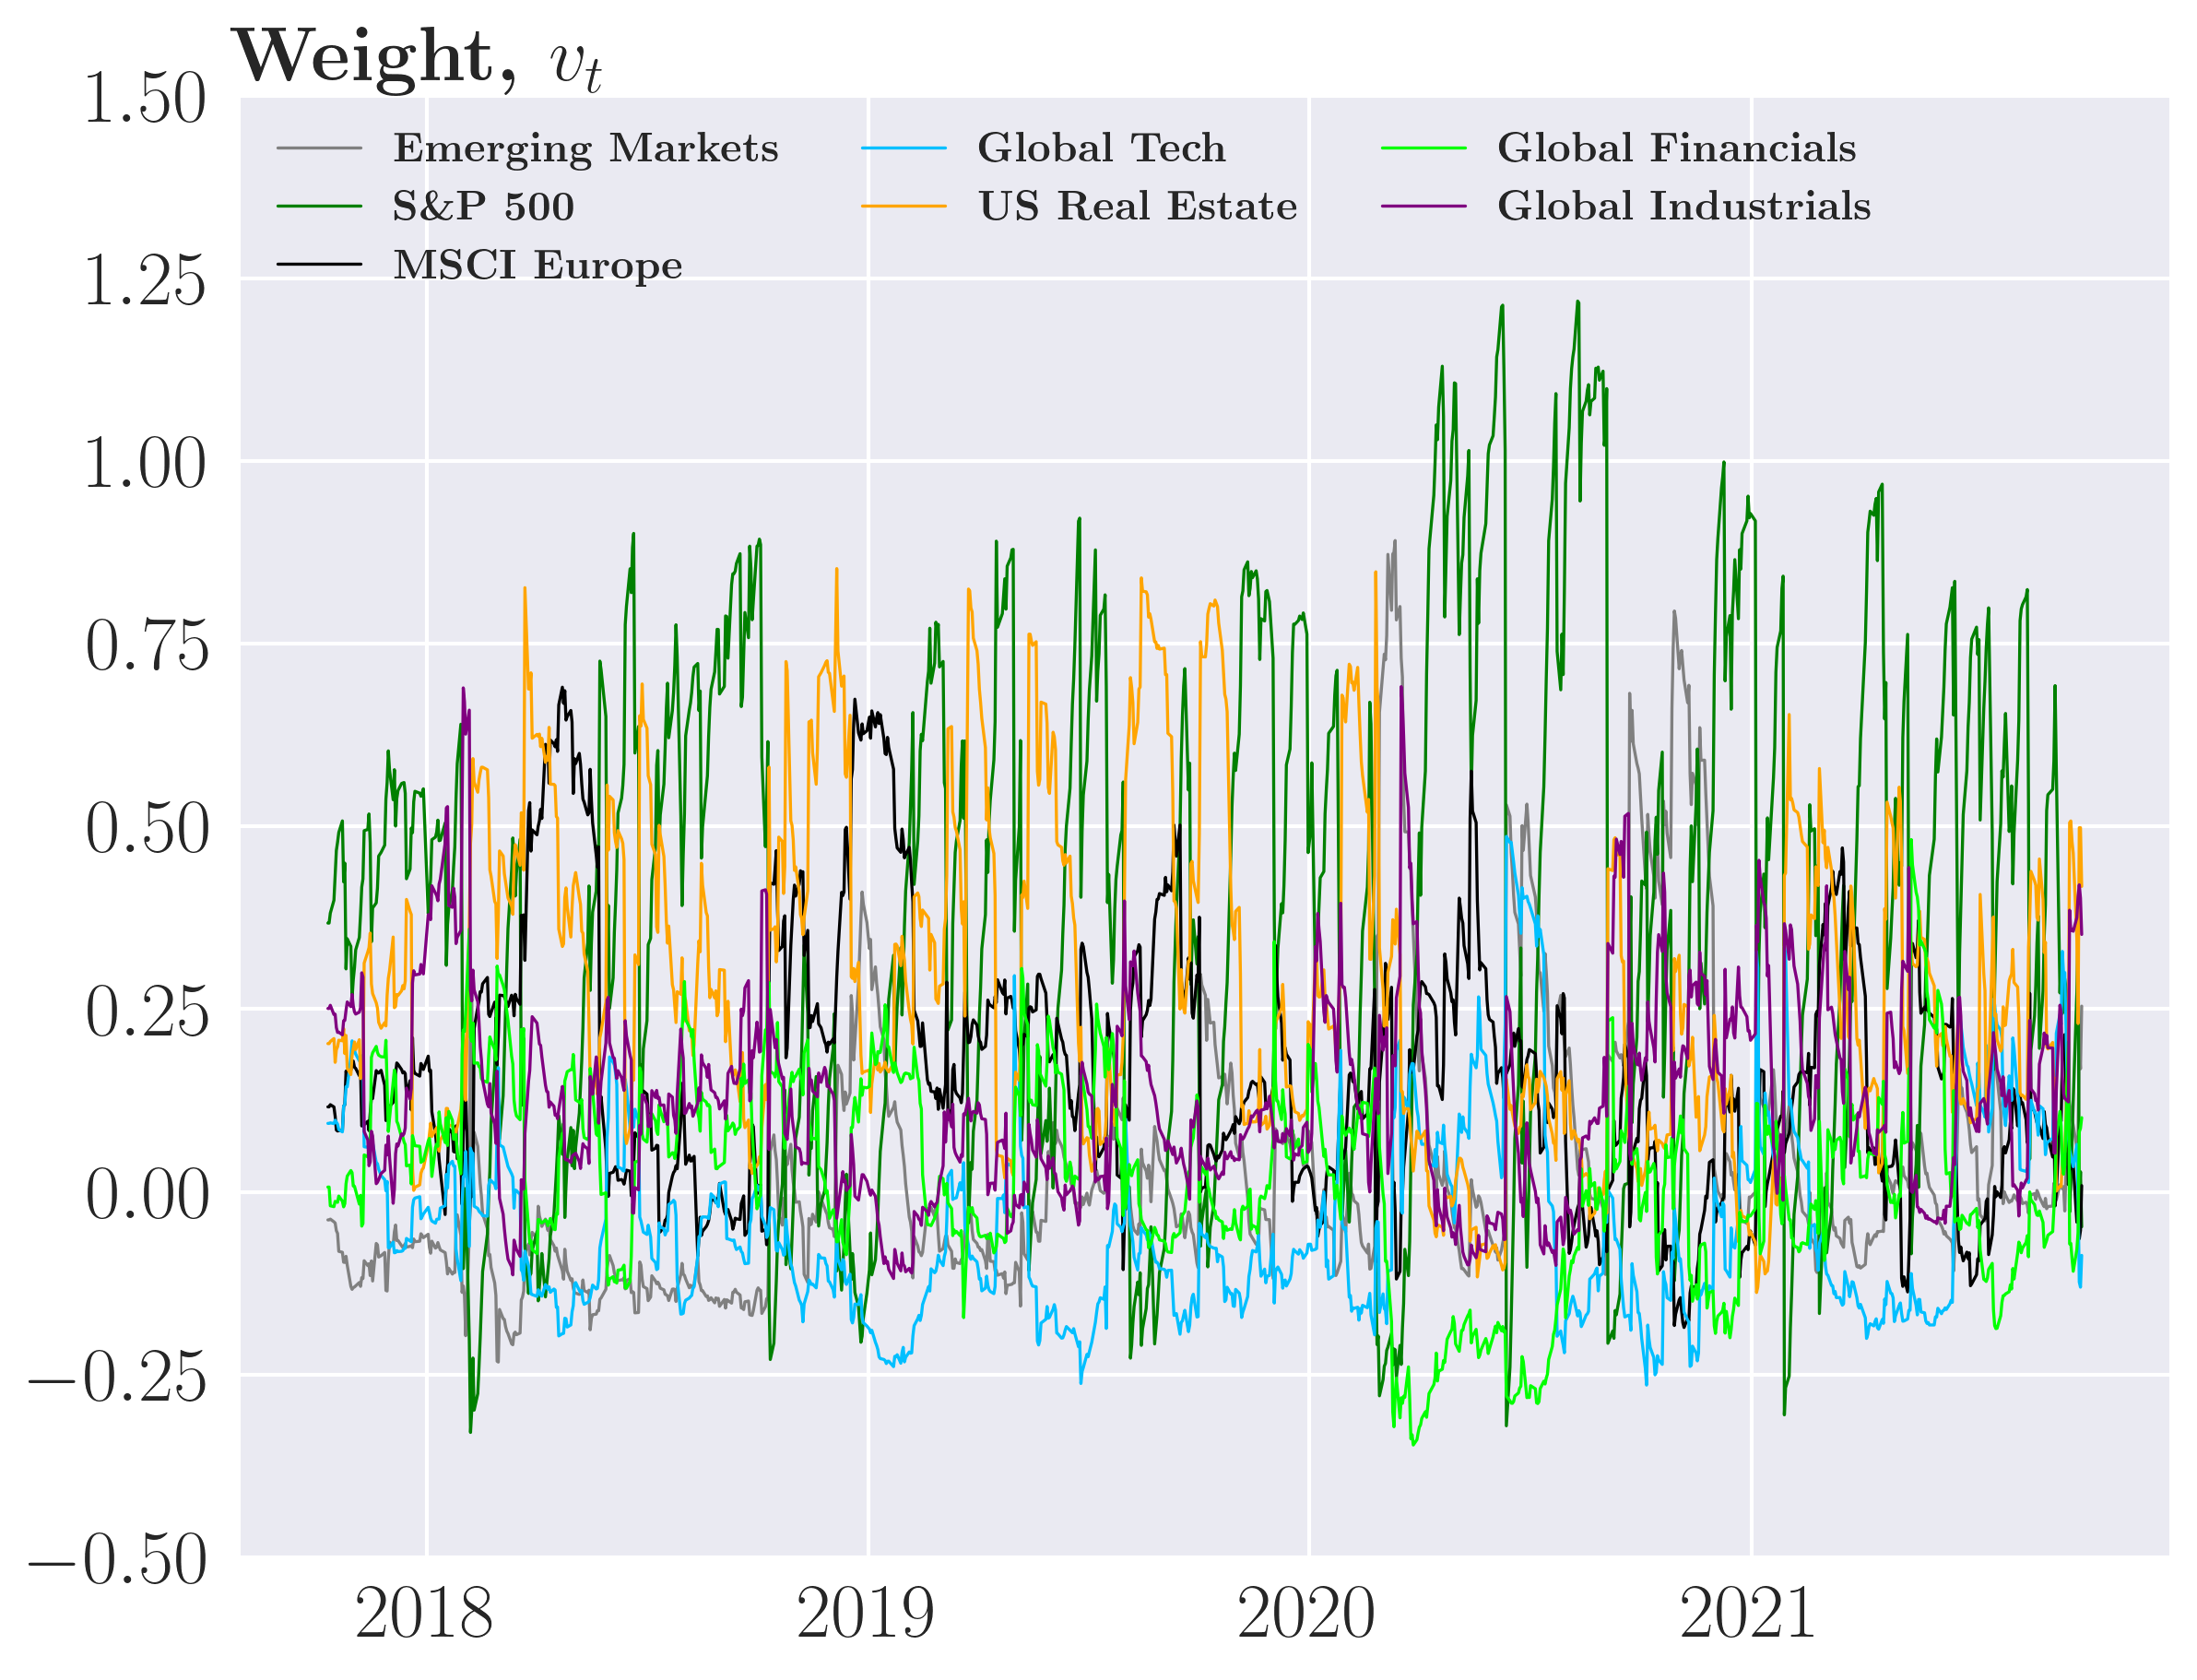 Weight, vₜ
1.50
1.25
1.00
0.75
0.50
0.25
0.00
−0.25
−0.50
Emerging Markets
S&P 500
MSCI Europe
Global Tech
US Real Estate
Global Financials
Global Industrials
2018 2019 2020 2021